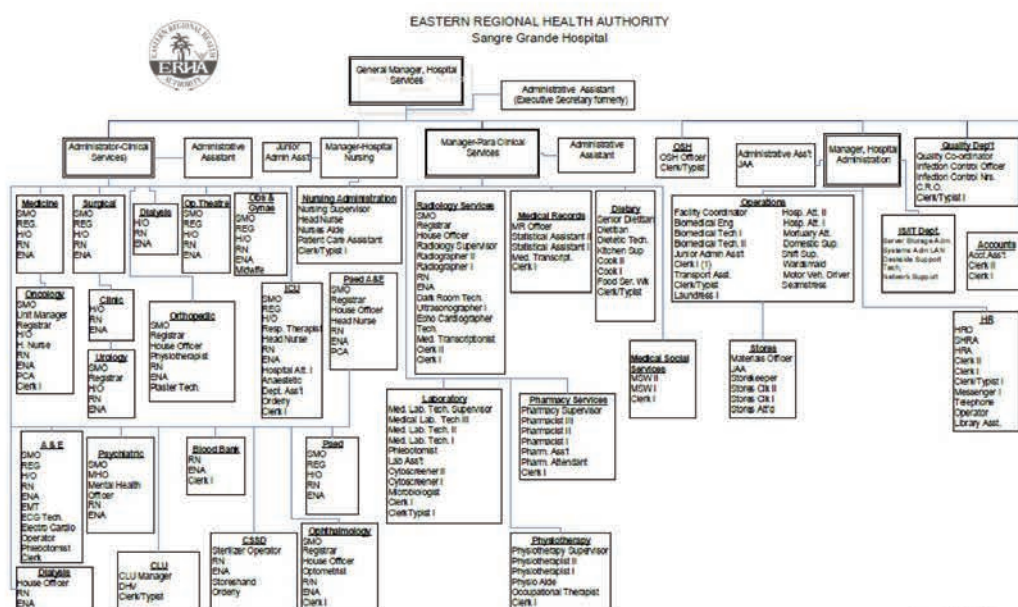 EASTERN REGIONAL HEALTH AUTHORITY
Sangre Grande Hospital
EASTERN REGIONAL HEALTH
ERHA
AUTHORITY
General Manager, Hospital
Services
Administrative Assistant
(Executive Secretary formerly)
Administrator-Clinical
Services)
Administrative
Assistant
Junior
Admin Asst
Manager-Hospital
Nursing
Manager-Para Clinical
Services
Administrative
Assistant
OSH
OSH Officer
Clerk/Typist
Administrative Ass't
JAA
Manager, Hospital
Administration
Quality Dep't
Quality Co-ordinator
Infection Control Officer
Infection Control Nrs.
C.R.O.
Clerk/Typist I
Medicine
SMO
REG
H/O
RN
ENA
Surgical
SMO
REG
H/O
RN
ENA
Dialysis
H/O
RN
ENA
Op.Theatre
SMO
REG
H/O
RN
ENA
Obs &
Gynae
SMO
REG
H/O
RN
ENA
Midwife
Nursing Administration
Nursing Supervisor
Head Nurse
Nurses Aide
Patient Care Assistant
Clerk/Typist I
Radiology Services
SMO
Registrar
House Officer
Radiology Supervisor
Radiographer II
Radiographer I
RN
ENA
Dark Room Tech.
Ultrasonographer I
Echo Cardiographer
Tech.
Med. Transcriptionist
Clerk II
Clerk I
Medical Records
MR Officer
Statistical Assistant II
Statistical Assistant I
Med. Transcript.
Clerk I
Dietary
Senior Dietitian
Dietitian
Dietetic Tech.
Kitchen Sup
Cook II
Cook I
Food Ser. Wk
Clerk/Typist
Operations
Facility Coordinator
Biomedical Eng
Biomedical Tech I
Biomedical Tech. II
Junior Admin Ass't
Clerk I (1)
Transport Asst.
Clerk/Typist
Laundress I
Hosp. Att. II
Hosp. Att. I
Mortuary Att.
Domestic Sup
Shift Sup.
Wardsmaid
Motor Veh. Driver
Seamstress
IS/IT Dept.
Server Storage Adm.
Systems Adm LAN
Deskside Support
Tech,
Network Support
Accounts
Acct Ass't
Clerk II
Clerk I
Oncology
SMO
Unit Manager
Registrar
H/O
H. Nurse
RN
ENA
PCA
Clerk I
Clinic
H/O
RN
ENA
Urology
SMO
Registrar
H/O
RN
ENA
Orthopedic
SMO
Registrar
House Officer
Physiotherapist
RN
ENA
Plaster Tech.
ICU
SMO
REG
H/O
Resp. Therapist
Head Nurse
RN
ENA
Hospital Att. I
Anaestetic
Dept. Ass't
Orderly
Clerk I
Paed A&E
SMO
Registrar
House Officer
Head Nurse
RN
ENA
PCA
Medical Social
Services
MSW II
MSW I
Clerk I
Stores
Materials Officer
JAA
Storekeeper
Stores Clk II
Stores Clk I
Stores Att'd
HR
HRO
SHRA
HRA
Clerk II
Clerk I
Clerk/Typist I
Messenger I
Telephone
Operator
Library Asst.
Laboratory
Med. Lab. Tech. Supervisor
Medical Lab. Tech III
Med. Lab. Tech. II
Med. Lab. Tech. I
Phlebotomist
Lab Ass't
Cytoscreener II
Cytoscreener I
Microbiologist
Clerk I
Clerk/Typist I
Pharmacy Services
Pharmacy Supervisor
Pharmacist III
Pharmacist II
Pharmacist I
Pharm. Ass't
Pharm. Attendant
Clerk I
A & E
SMO
REG
H/O
RN
ENA
EMT
ECG Tech.
Electro Cardio
Operator
Phlebotomist
Clerk
Psychiatric
SMO
MHO
Mental Health
Officer
RN
ENA
Blood Bank
RN
ENA
Clerk I
Paed
SMO
REG
H/O
RN
ENA
Dialysis
House Officer
RN
ENA
CLU
CLU Manager
DHV
Clerk/Typist
CSSD
Sterilizer Operator
RN
ENA
Storeshand
Orderly
Ophthalmology
SMO
Registrar
House Officer
Optometrist
R/N
ENA
Clerk I
Physiotherapy
Physiotherapy Supervisor
Physiotherapist II
Physiotherapist I
Physio Aide
Occupational Therapist
Clerk I